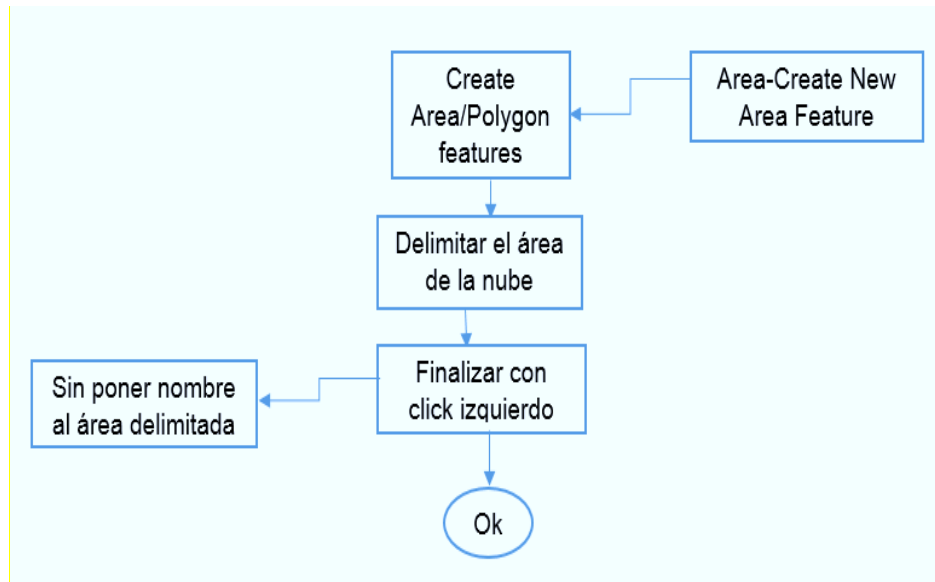 Create
Area/Polygon
features
Area-Create New
Area Feature
Delimitar el área
de la nube
Finalizar con
click izquierdo
Sin poner nombre
al área delimitada
Ok